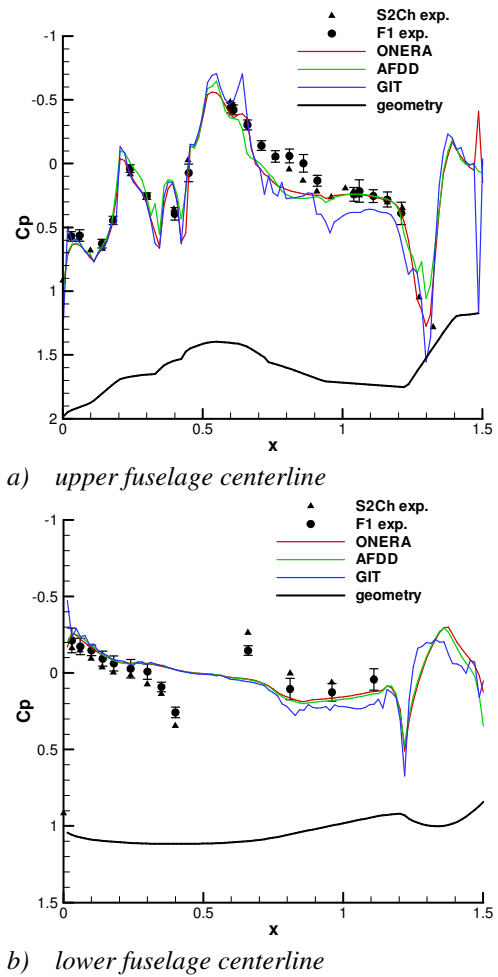 S2Ch exp.
F1 exp.
ONERA
AFDD
GIT
geometry
-1
-0.5
0
0.5
1
1.5
2
Cp
0 0.5 1 1.5
x
a) upper fuselage centerline
S2Ch exp.
F1 exp.
ONERA
AFDD
GIT
geometry
-1
-0.5
0
0.5
1
1.5
Cp
0 0.5 1 1.5
x
b) lower fuselage centerline